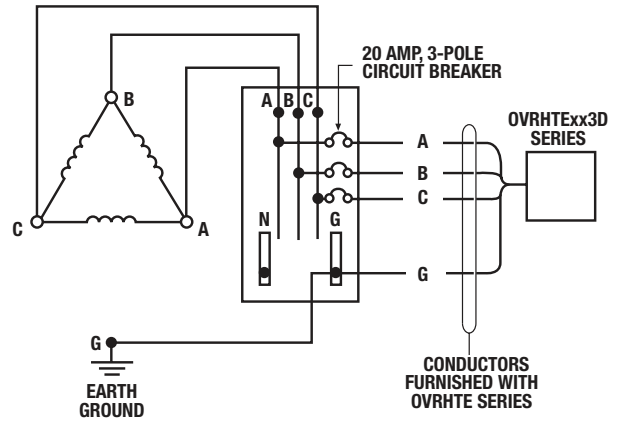 20 AMP, 3-POLE
CIRCUIT BREAKER
OVRHTExx3D
SERIES
B
A B C
A
B
C
C
A
N
G
G
G
EARTH
GROUND
CONDUCTORS
FURNISHED WITH
OVRHTE SERIES